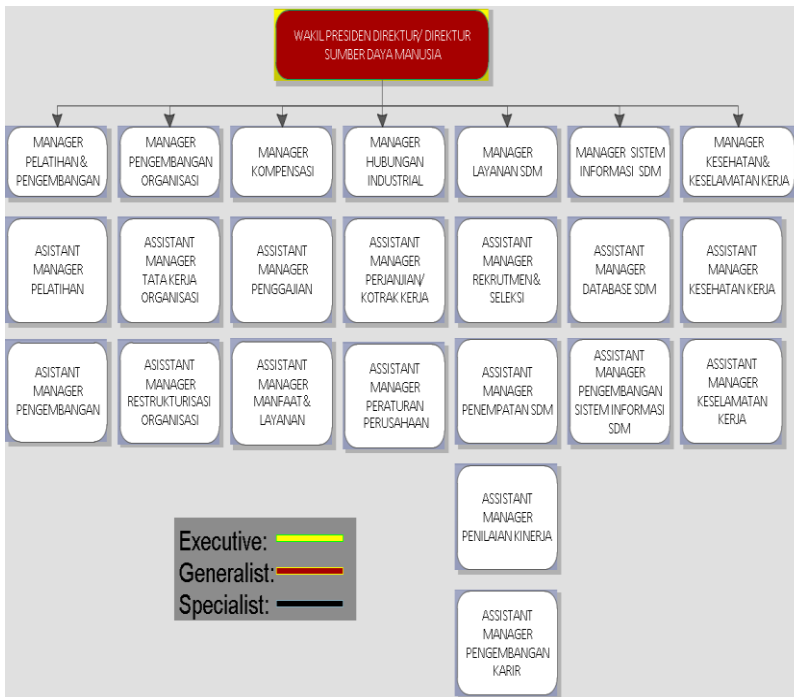 WAKIL PRESIDEN DIREKTUR/ DIREKTUR
SUMBER DAYA MANUSIA
MANAGER
PELATIHAN &
PENGEMBANGAN
MANAGER
PENGEMBANGAN
ORGANISASI
MANAGER
KOMPENSASI
MANAGER
HUBUNGAN
INDUSTRIAL
MANAGER
LAYANAN SDM
MANAGER SISTEM
INFORMASI SDM
MANAGER
KESEHATAN&
KESELAMATAN KERJA
ASISTANT
MANAGER
PELATIHAN
ASSISTANT
MANAGER
TATA KERJA
ORGANISASI
ASSISTANT
MANAGER
PENGGAJIAN
ASSISTANT
MANAGER
PERJANJIAN/
KOTRAK KERJA
ASSISTANT
MANAGER
REKRUTMEN &
SELEKSI
ASSISTANT
MANAGER
DATABASE SDM
ASSISTANT
MANAGER
KESEHATAN KERJA
ASISTANT
MANAGER
PENGEMBANGAN
ASISSTANT
MANAGER
RESTRUKTURISASI
ORGANISASI
ASSISTANT
MANAGER
MANFAAT &
LAYANAN
ASSISTANT
MANAGER
PERATURAN
PERUSAHAAN
ASSISTANT
MANAGER
PENEMPATAN SDM
ASSISTANT
MANAGER
PENGEMBANGAN
SISTEM INFORMASI
SDM
ASSISTANT
MANAGER
KESELAMATAN
KERJA
ASSISTANT
MANAGER
PENILAIAN KINERJA
ASSISTANT
MANAGER
PENGEMBANGAN
KARIR
Executive:
Generalist:
Specialist: